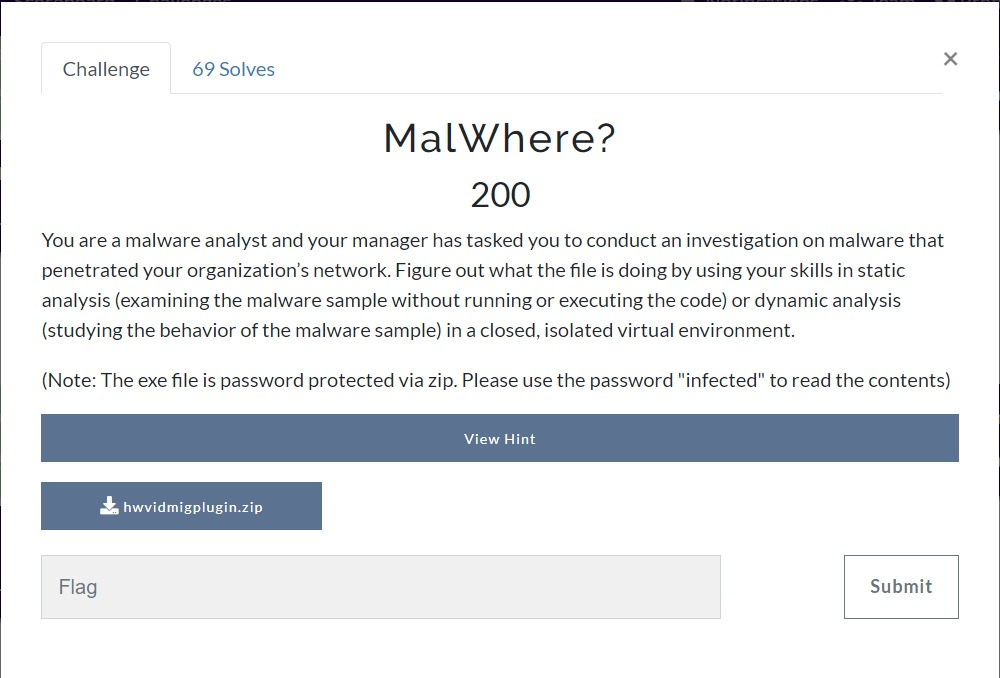 Challenge
69 Solves
×
MalWhere?
200
You are a malware analyst and your manager has tasked you to conduct an investigation on malware that
penetrated your organization’s network. Figure out what the file is doing by using your skills in static
analysis (examining the malware sample without running or executing the code) or dynamic analysis
(studying the behavior of the malware sample) in a closed, isolated virtual environment.
(Note: The exe file is password protected via zip. Please use the password "infected" to read the contents)
View Hint
hwvidmigplugin.zip
Flag
Submit